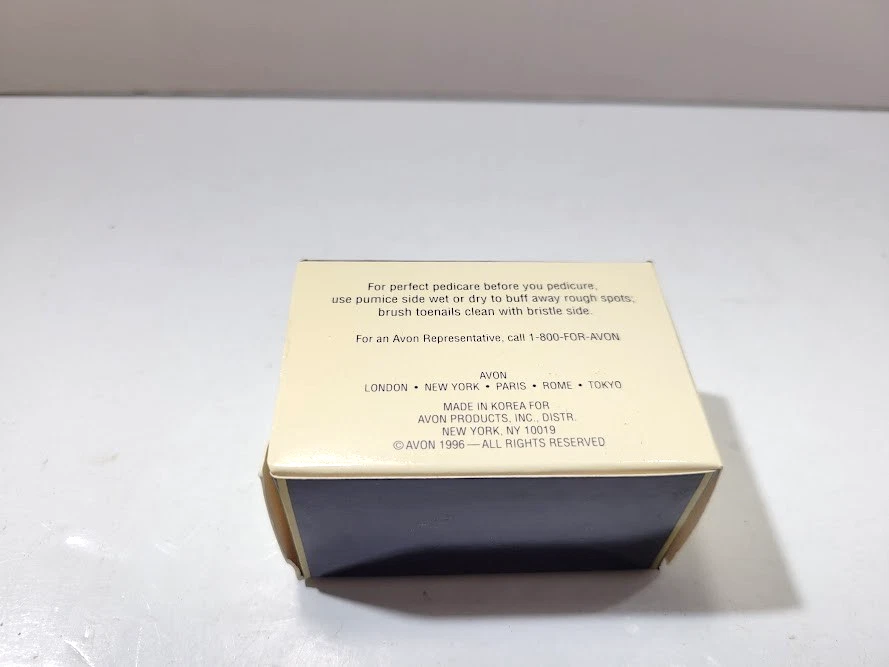 For perfect pedicare before you pedicure,
use pumice side wet or dry to buff away rough spots;
brush toenails clean with bristle side.
For an Avon Representative, call 1-800-FOR-AVON
AVON
LONDON • NEW YORK • PARIS • ROME • TOKYO
MADE IN KOREA FOR
AVON PRODUCTS, INC., DISTR.
NEW YORK, NY 10019
© AVON 1996 — ALL RIGHTS RESERVED